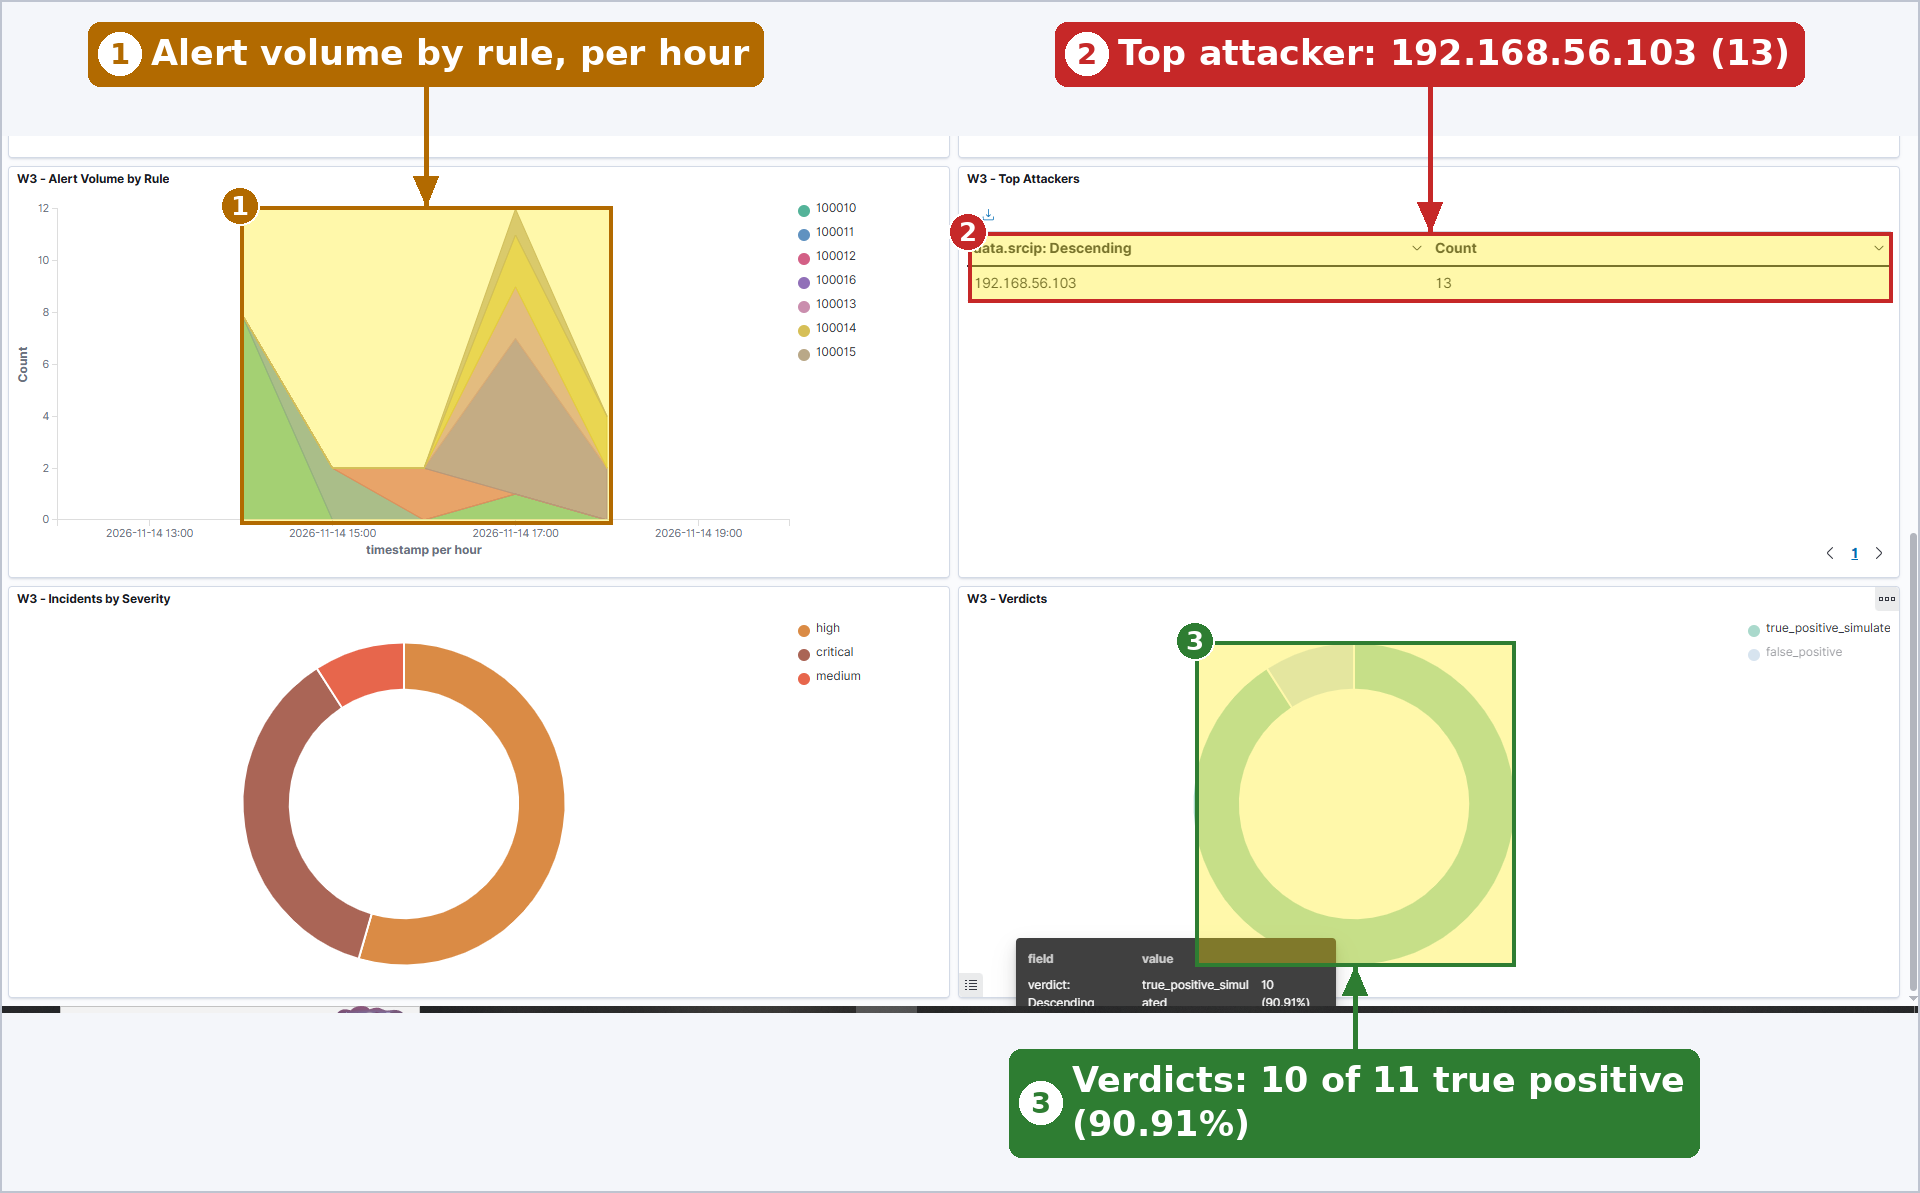 1 Alert volume by rule, per hour
2 Top attacker: 192.168.56.103 (13)
W3 - Alert Volume by Rule
1
12
10
8
6
4
2
0
Count
2026-11-14 13:00
2026-11-14 15:00
2026-11-14 17:00
2026-11-14 19:00
timestamp per hour
100010
100011
100012
100016
100013
100014
100015
W3 - Top Attackers
2
data.srcip: Descending Count
192.168.56.103 13
1
W3 - Incidents by Severity
high
critical
medium
W3 - Verdicts
3
true_positive_simulate
false_positive
field value
verdict: true_positive_simul 10
Descending ated (90.91%)
3 Verdicts: 10 of 11 true positive
(90.91%)